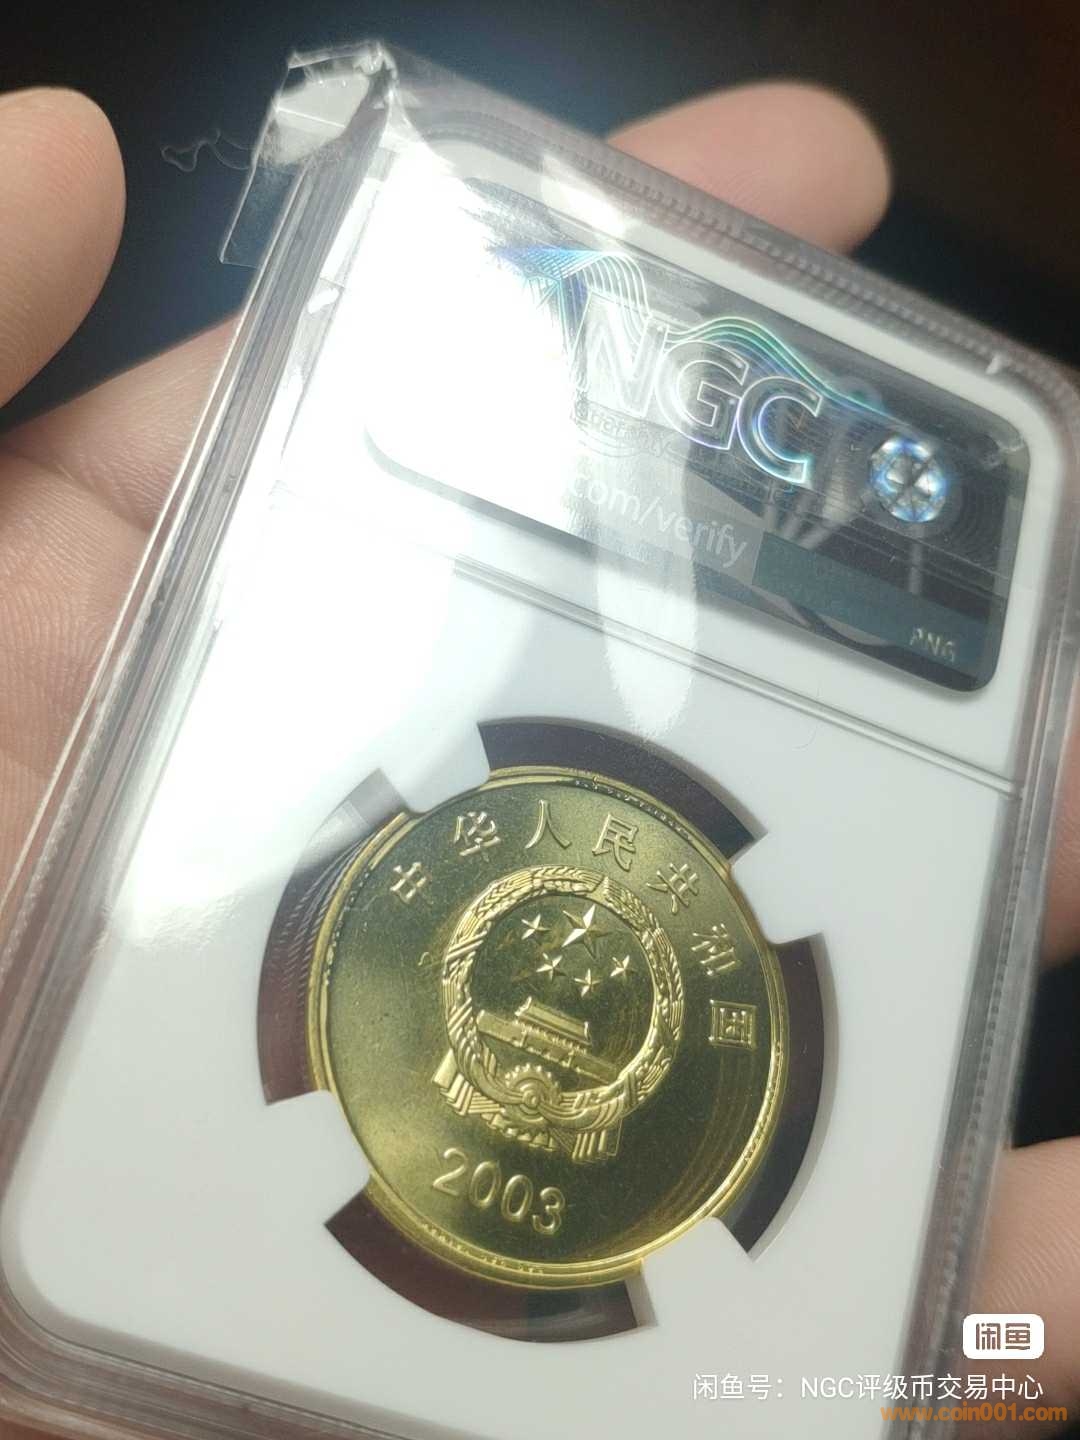 NGC
.com/verify
中华人民共和国
2003
闲鱼
闲鱼号：NGC评级币交易中心
www.coin001.com